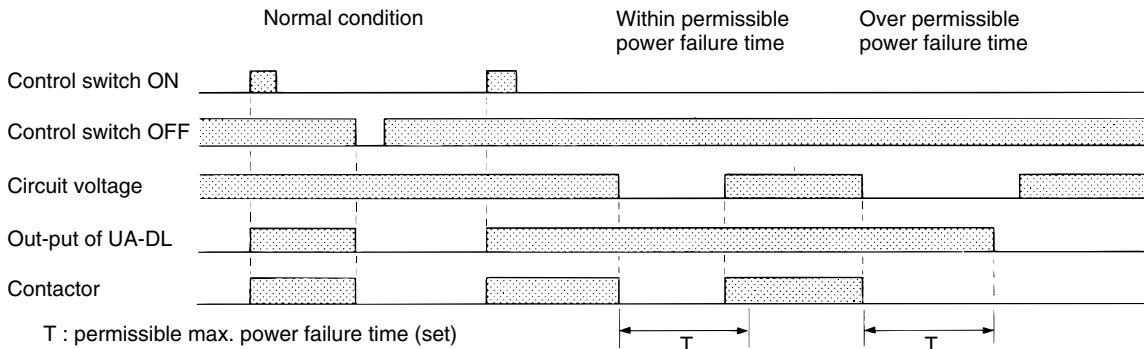 Normal condition
Within permissible
power failure time
Over permissible
power failure time
Control switch ON
Control switch OFF
Circuit voltage
Out-put of UA-DL
Contactor
T : permissible max. power failure time (set)
T
T